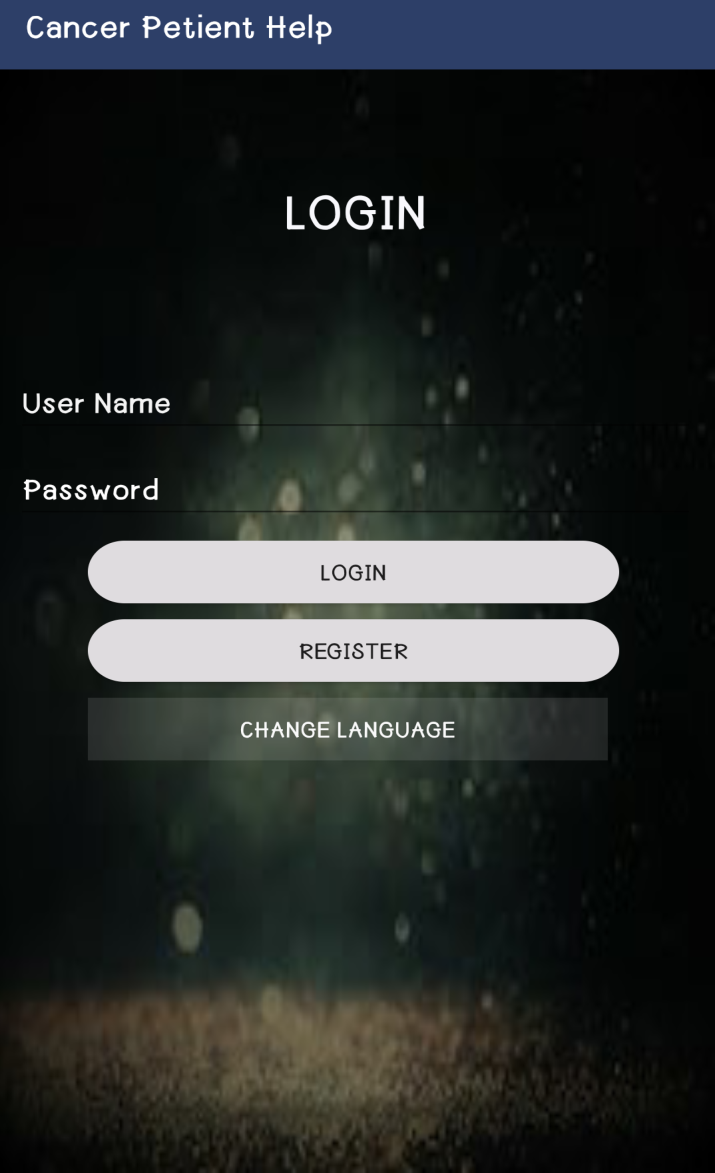 Cancer Petient Help
LOGIN
User Name
Password
LOGIN
REGISTER
CHANGE LANGUAGE